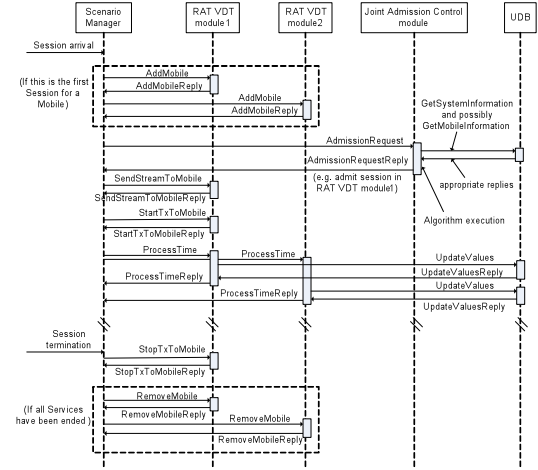 Scenario
Manager
RAT VDT
module1
RAT VDT
module2
Joint Admission Control
module
UDB
Session arrival
(If this is the first
Session for a
Mobile)
AddMobile
AddMobileReply
AddMobile
AddMobileReply
GetSystemInformation
and possibly
GetMobileInformation
AdmissionRequest
AdmissionRequestReply
(e.g. admit session in
RAT VDT module1)
appropriate replies
Algorithm execution
SendStreamToMobile
SendStreamToMobileReply
StartTxToMobile
StartTxToMobileReply
ProcessTime
ProcessTime
UpdateValues
ProcessTimeReply
UpdateValuesReply
UpdateValues
ProcessTimeReply
UpdateValuesReply
Session
termination
StopTxToMobile
StopTxToMobileReply
(If all Services
have been ended)
RemoveMobile
RemoveMobileReply
RemoveMobile
RemoveMobileReply